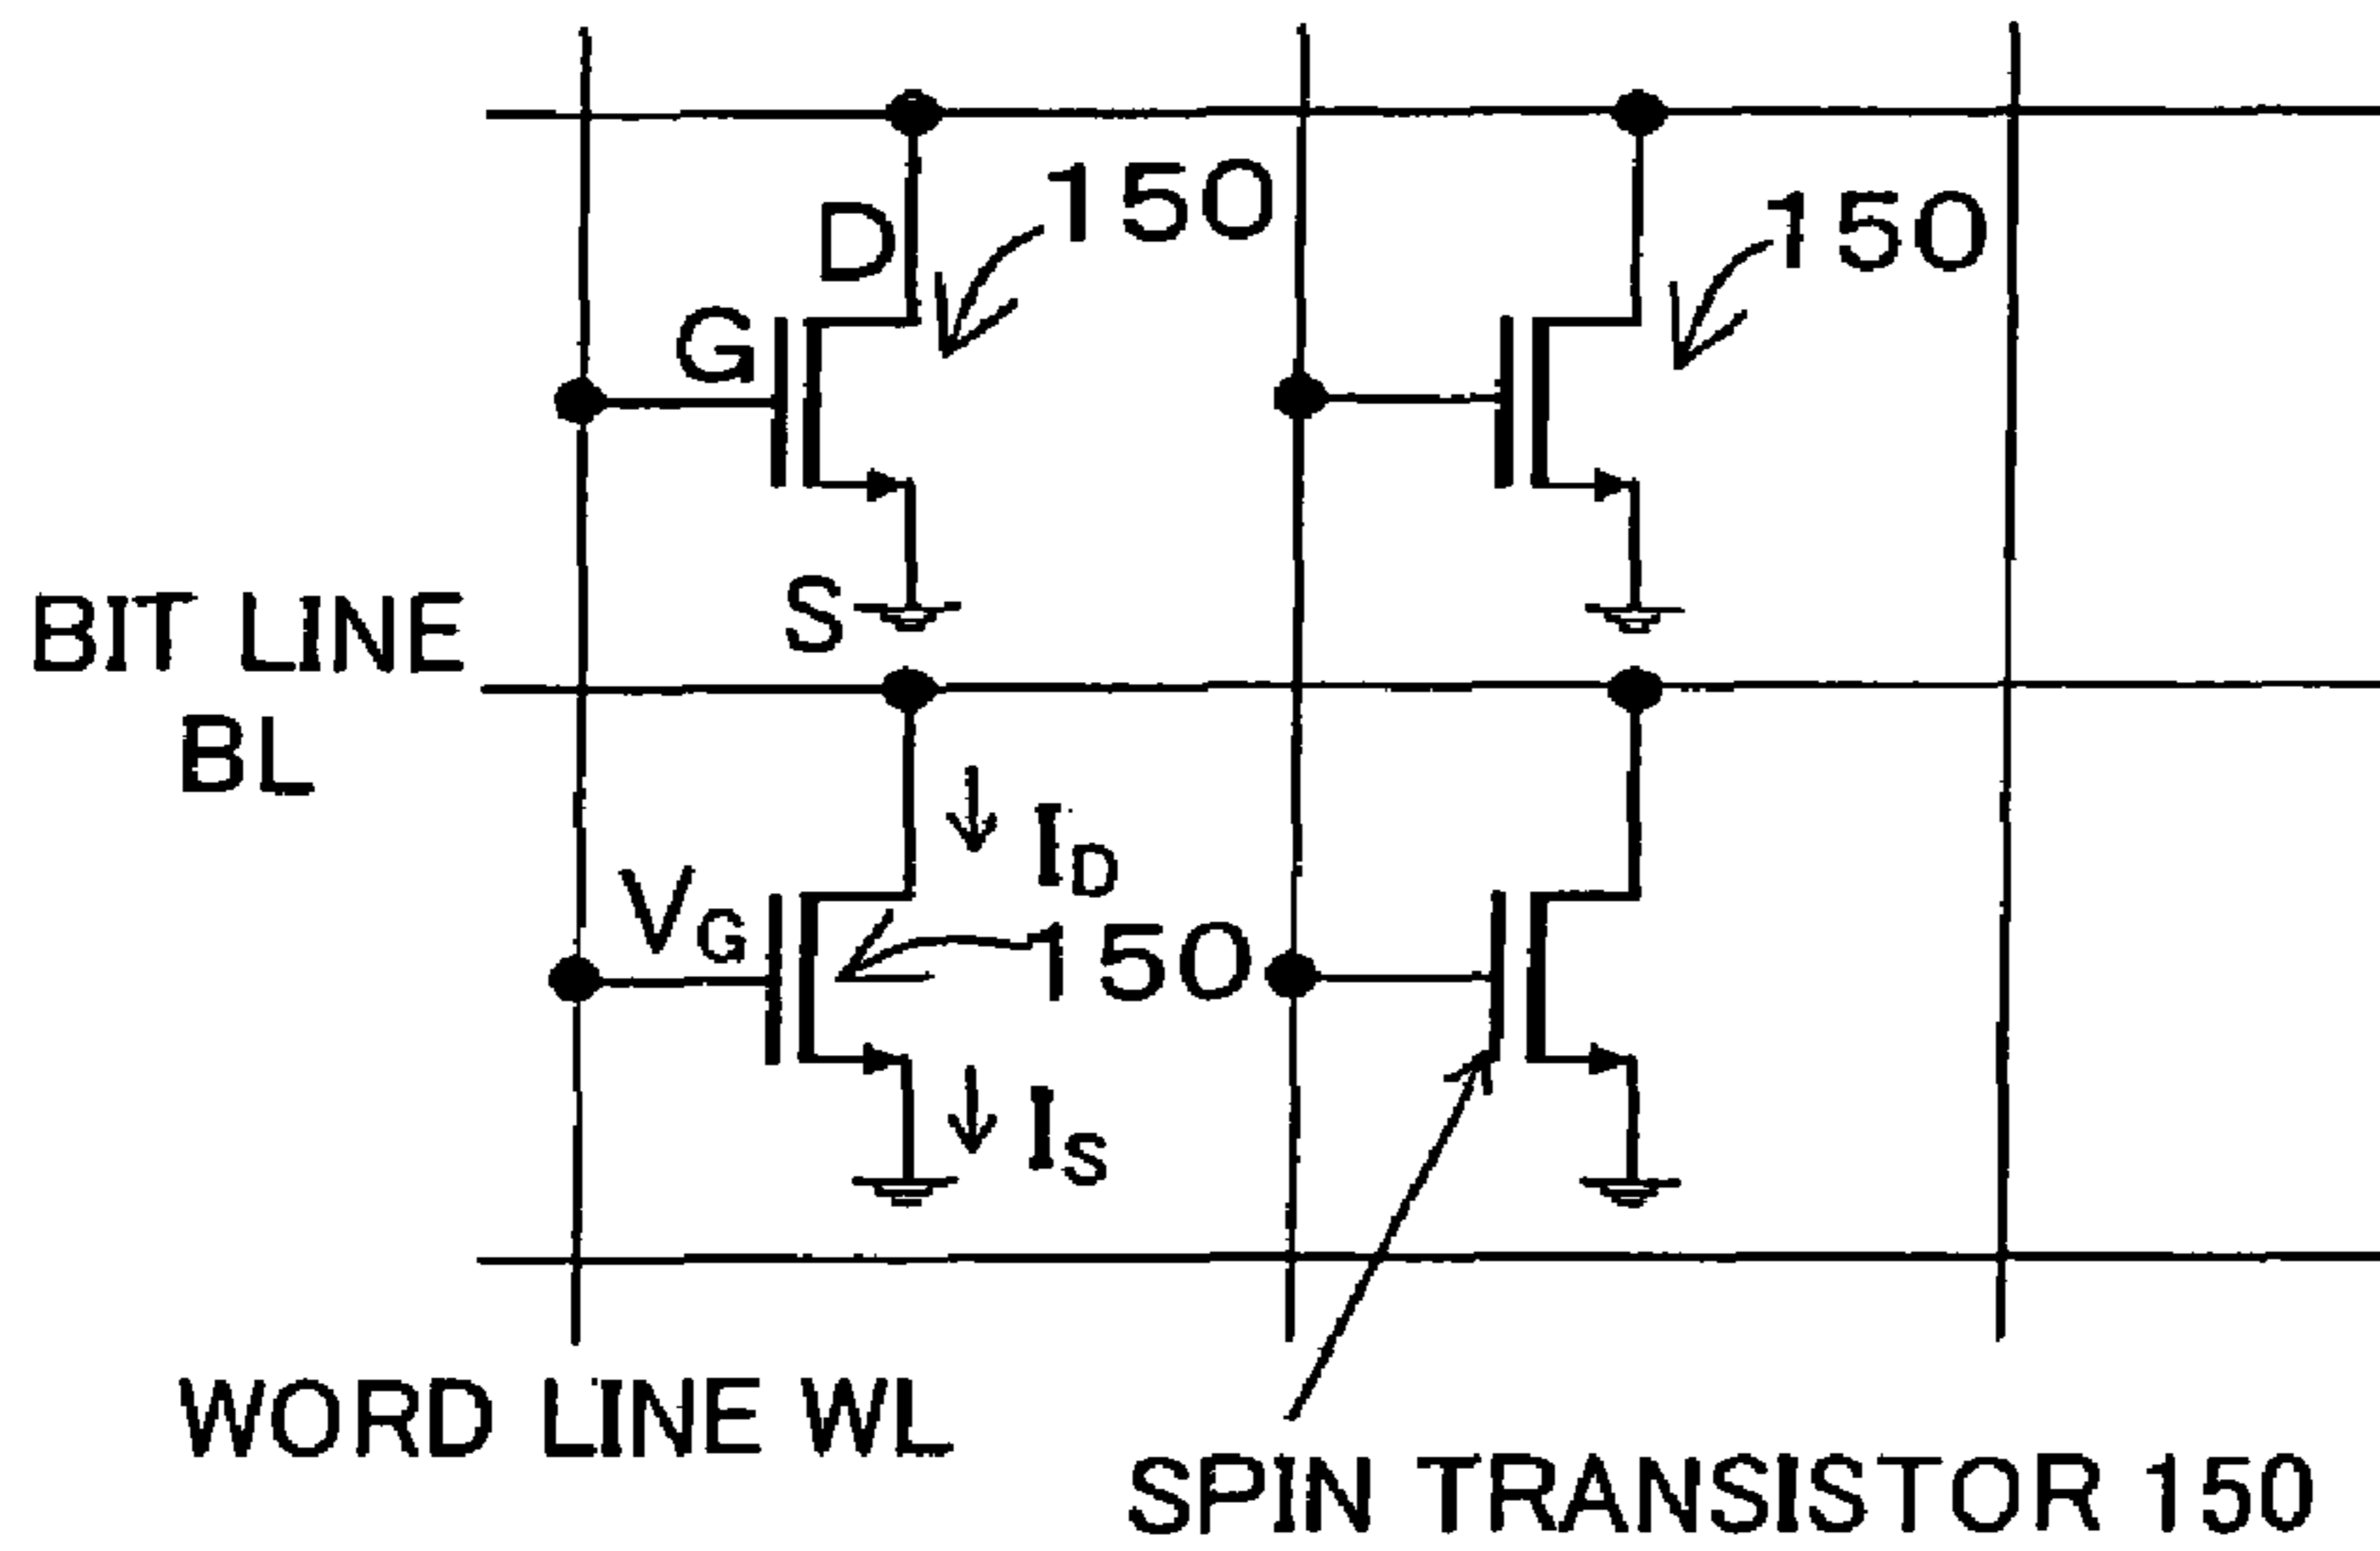 150
D
150
G
S
BIT LINE
BL
I_D
V_G
150
I_S
WORD LINE WL
SPIN TRANSISTOR 150